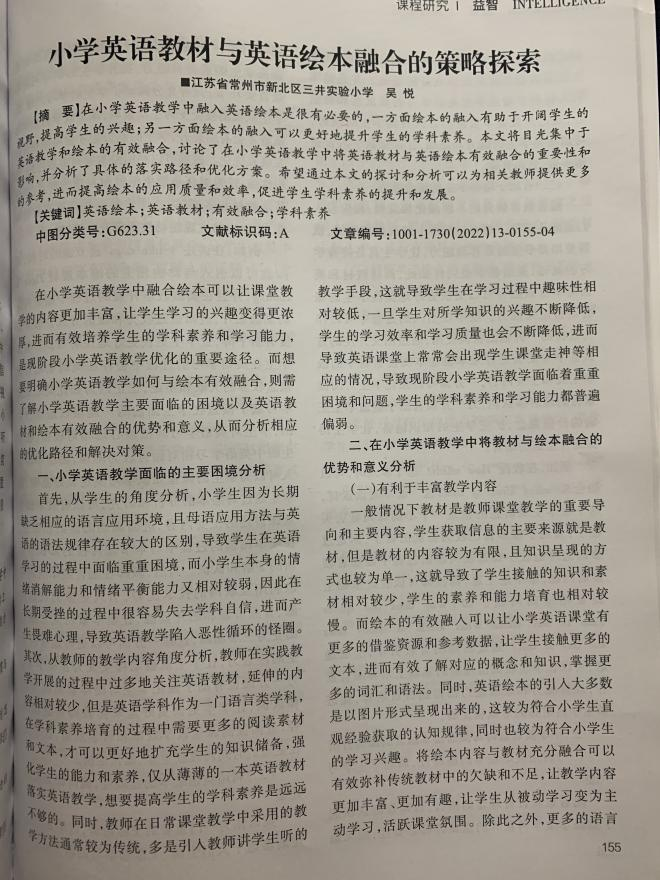 课程研究 | 益智 INTELLIGENCE
小学英语教材与英语绘本融合的策略探索
■江苏省常州市新北区三井实验小学 吴 悦
【摘 要】在小学英语教学中融入英语绘本是很有必要的,一方面绘本的融入有助于开阔学生的
视野,提高学生的兴趣;另一方面绘本的融入可以更好地提升学生的学科素养。本文将目光集中于
英语教学和绘本的有效融合,讨论了在小学英语教学中将英语教材与英语绘本有效融合的重要性和
影响,并分析了具体的落实路径和优化方案。希望通过本文的探讨和分析可以为相关教师提供更多
的参考,进而提高绘本的应用质量和效率,促进学生学科素养的提升和发展。
【关键词】英语绘本;英语教材;有效融合;学科素养
中图分类号:G623.31 文献标识码:A 文章编号:1001-1730(2022)13-0155-04
在小学英语教学中融合绘本可以让课堂教
学的内容更加丰富,让学生学习的兴趣变得更浓
厚,进而有效培养学生的学科素养和学习能力,
是现阶段小学英语教学优化的重要途径。而想
要明确小学英语教学如何与绘本有效融合,则需
了解小学英语教学主要面临的困境以及英语教
材和绘本有效融合的优势和意义,从而分析相应
的优化路径和解决对策。
一、小学英语教学面临的主要困境分析
首先,从学生的角度分析,小学生因为长期
缺乏相应的语言应用环境,且母语应用方法与英
语的语法规律存在较大的区别,导致学生在英语
学习的过程中面临重重困境,而小学生本身的情
绪消解能力和情绪平衡能力又相对较弱,因此在
长期受挫的过程中很容易失去学科自信,进而产
生畏难心理,导致英语教学陷入恶性循环的怪圈。
其次,从教师的教学内容角度分析,教师在实践教
学开展的过程中过多地关注英语教材,延伸的内
容相对较少,但是英语学科作为一门语言类学科,
在学科素养培育的过程中需要更多的阅读素材
和文本,才可以更好地扩充学生的知识储备,强
化学生的能力和素养,仅从薄薄的一本英语教材
落实英语教学,想要提高学生的学科素养是远远
不够的。同时,教师在日常课堂教学中采用的教
学方法通常较为传统,多是引入教师讲学生听的
教学手段,这就导致学生在学习过程中趣味性相
对较低,一旦学生对所学知识的兴趣不断降低,
学生的学习效率和学习质量也会不断降低,进而
导致英语课堂上常常会出现学生课堂走神等相
应的情况,导致现阶段小学英语教学面临着重重
困境和问题,学生的学科素养和学习能力都普遍
偏弱。
二、在小学英语教学中将教材与绘本融合的
优势和意义分析
(一)有利于丰富教学内容
一般情况下教材是教师课堂教学的重要导
向和主要内容,学生获取信息的主要来源就是教
材,但是教材的内容较为有限,且知识呈现的方
式也较为单一,这就导致了学生接触的知识和素
材相对较少,学生的素养和能力培育也相对较
慢。而绘本的有效融入可以让小学英语课堂有
更多的借鉴资源和参考数据,让学生接触更多的
文本,进而有效了解对应的概念和知识,掌握更
多的词汇和语法。同时,英语绘本的引入大多数
是以图片形式呈现出来的,这较为符合小学生直
观经验获取的认知规律,同时也较为符合小学生
的学习兴趣。将绘本内容与教材充分融合可以
有效弥补传统教材中的欠缺和不足,让教学内容
更加丰富、更加有趣,让学生从被动学习变为主
动学习,活跃课堂氛围。除此之外,更多的语言
155